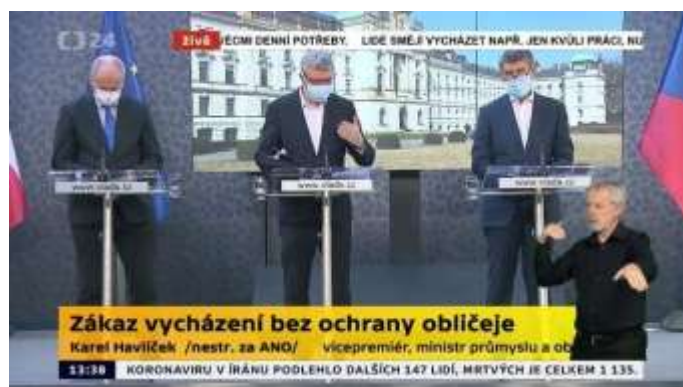 ČT24
živě VĚCMI DENNÍ POTŘEBY. LIDÉ SMĚJÍ VYCHÁZET NAPŘ. JEN KVŮLI PRÁCI, NU
www.vlada.cz www.vlada.cz www.vlada.cz
Zákaz vycházení bez ochrany obličeje
Karel Havlíček /nestr. za ANO/ vicepremiér, ministr průmyslu a ob
13:38 KORONAVIRU V ÍRÁNU PODLEHLO DALŠÍCH 147 LIDÍ, MRTVÝCH JE CELKEM 1 135.